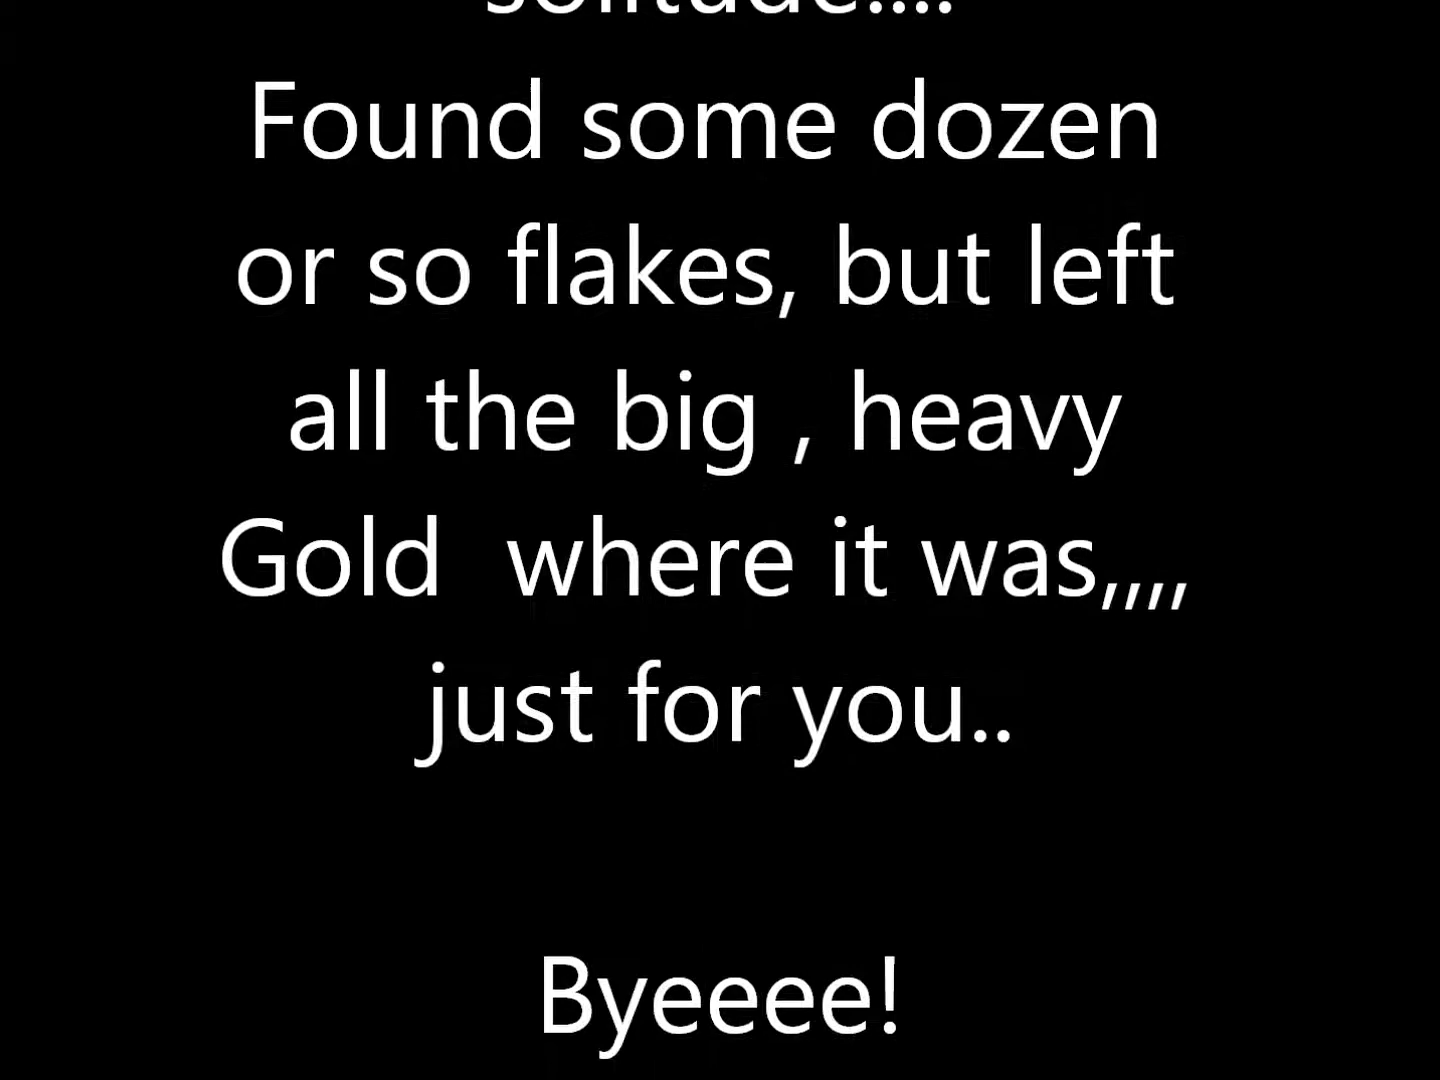 solitude....
Found some dozen
or so flakes, but left
all the big , heavy
Gold  where it was,,,,
just for you..
Byeeee!